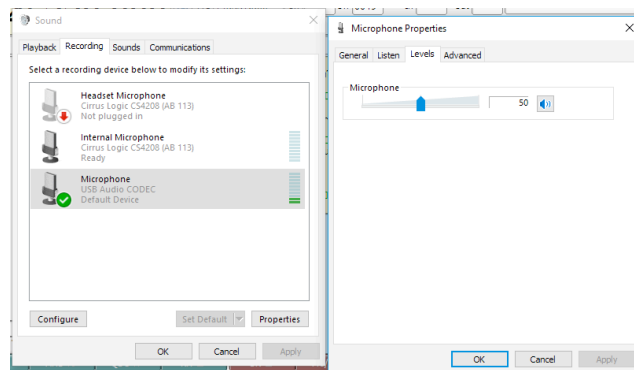 Sound
Playback Recording Sounds Communications
Select a recording device below to modify its settings:
Headset Microphone
Cirrus Logic CS4208 (AB 113)
Not plugged in
Internal Microphone
Cirrus Logic CS4208 (AB 113)
Ready
Microphone
USB Audio CODEC
Default Device
Configure Set Default Properties
OK Cancel Apply
Microphone Properties
General Listen Levels Advanced
Microphone
50
OK Cancel Apply